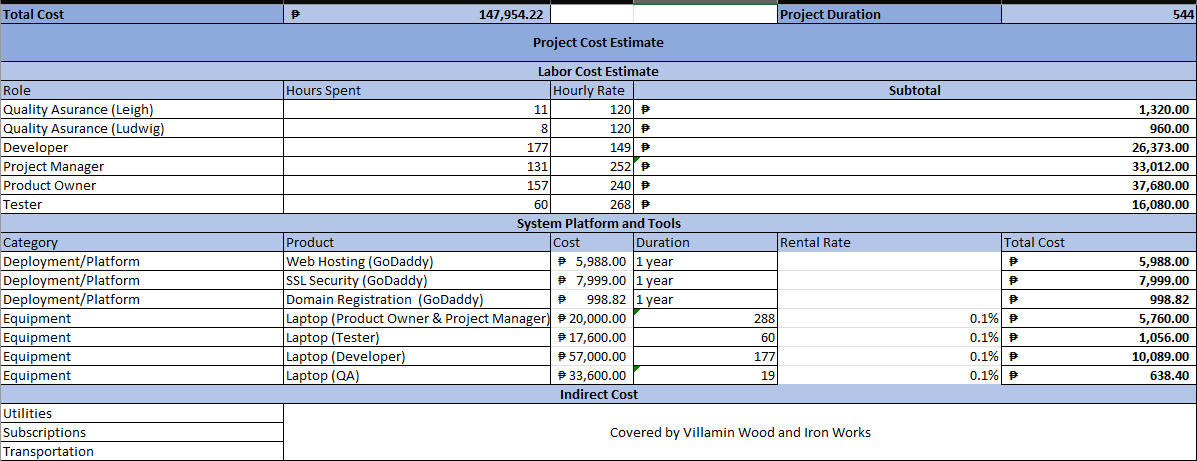 Total Cost ₱ 147,954.22 Project Duration 544
Project Cost Estimate
Labor Cost Estimate
Role Hours Spent Hourly Rate Subtotal
Quality Asurance (Leigh) 11 120 ₱ 1,320.00
Quality Asurance (Ludwig) 8 120 ₱ 960.00
Developer 177 149 ₱ 26,373.00
Project Manager 131 252 ₱ 33,012.00
Product Owner 157 240 ₱ 37,680.00
Tester 60 268 ₱ 16,080.00
System Platform and Tools
Category Product Cost Duration Rental Rate Total Cost
Deployment/Platform Web Hosting (GoDaddy) ₱ 5,988.00 1 year ₱ 5,988.00
Deployment/Platform SSL Security (GoDaddy) ₱ 7,999.00 1 year ₱ 7,999.00
Deployment/Platform Domain Registration (GoDaddy) ₱ 998.82 1 year ₱ 998.82
Equipment Laptop (Product Owner & Project Manager) ₱ 20,000.00 288 0.1% ₱ 5,760.00
Equipment Laptop (Tester) ₱ 17,600.00 60 0.1% ₱ 1,056.00
Equipment Laptop (Developer) ₱ 57,000.00 177 0.1% ₱ 10,089.00
Equipment Laptop (QA) ₱ 33,600.00 19 0.1% ₱ 638.40
Indirect Cost
Utilities
Subscriptions Covered by Villamin Wood and Iron Works
Transportation